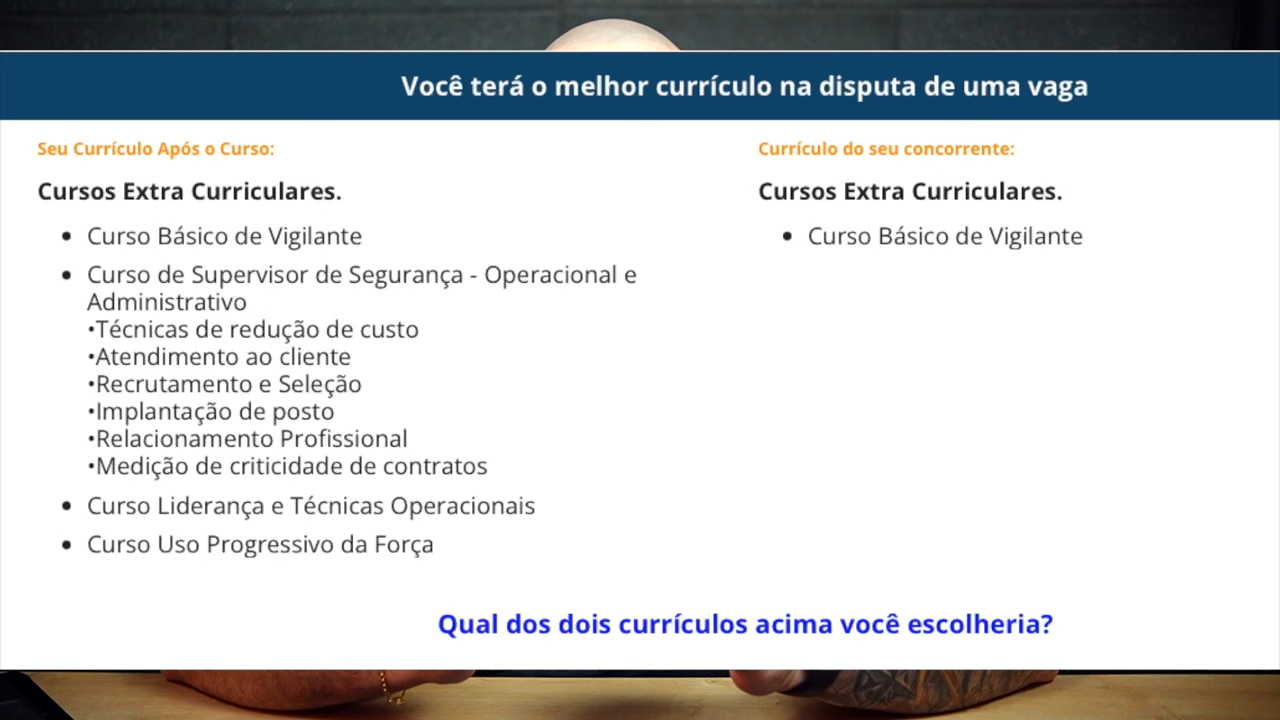 Você terá o melhor currículo na disputa de uma vaga
Seu Currículo Após o Curso:
Cursos Extra Curriculares.
• Curso Básico de Vigilante
• Curso de Supervisor de Segurança - Operacional e
Administrativo
•Técnicas de redução de custo
•Atendimento ao cliente
•Recrutamento e Seleção
•Implantação de posto
•Relacionamento Profissional
•Medição de criticidade de contratos
• Curso Liderança e Técnicas Operacionais
• Curso Uso Progressivo da Força
Currículo do seu concorrente:
Cursos Extra Curriculares.
• Curso Básico de Vigilante
Qual dos dois currículos acima você escolheria?